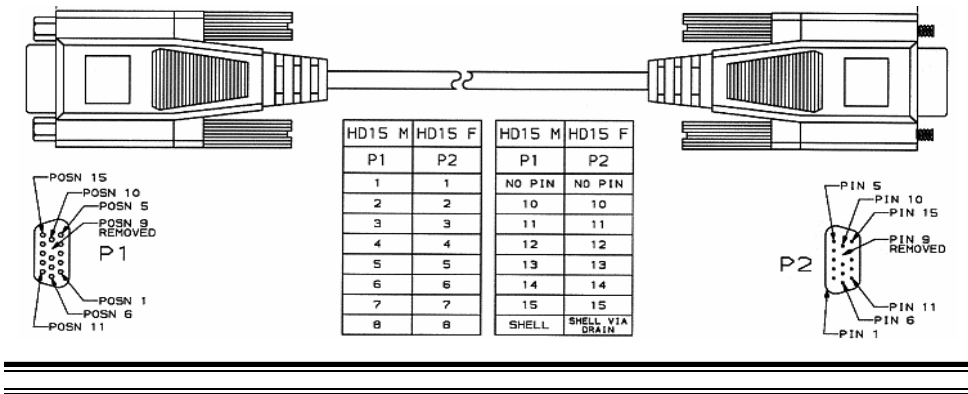 HD15 M HD15 F
P1 P2
1 1
2 2
3 3
4 4
5 5
6 6
7 7
8 8
HD15 M HD15 F
P1 P2
NO PIN NO PIN
10 10
11 11
12 12
13 13
14 14
15 15
SHELL SHELL VIA DRAIN
POSN 15
POSN 10
POSN 5
POSN 9
REMOVED
P1
POSN 1
POSN 6
POSN 11
PIN 5
PIN 10
PIN 15
PIN 9
REMOVED
P2
PIN 11
PIN 6
PIN 1